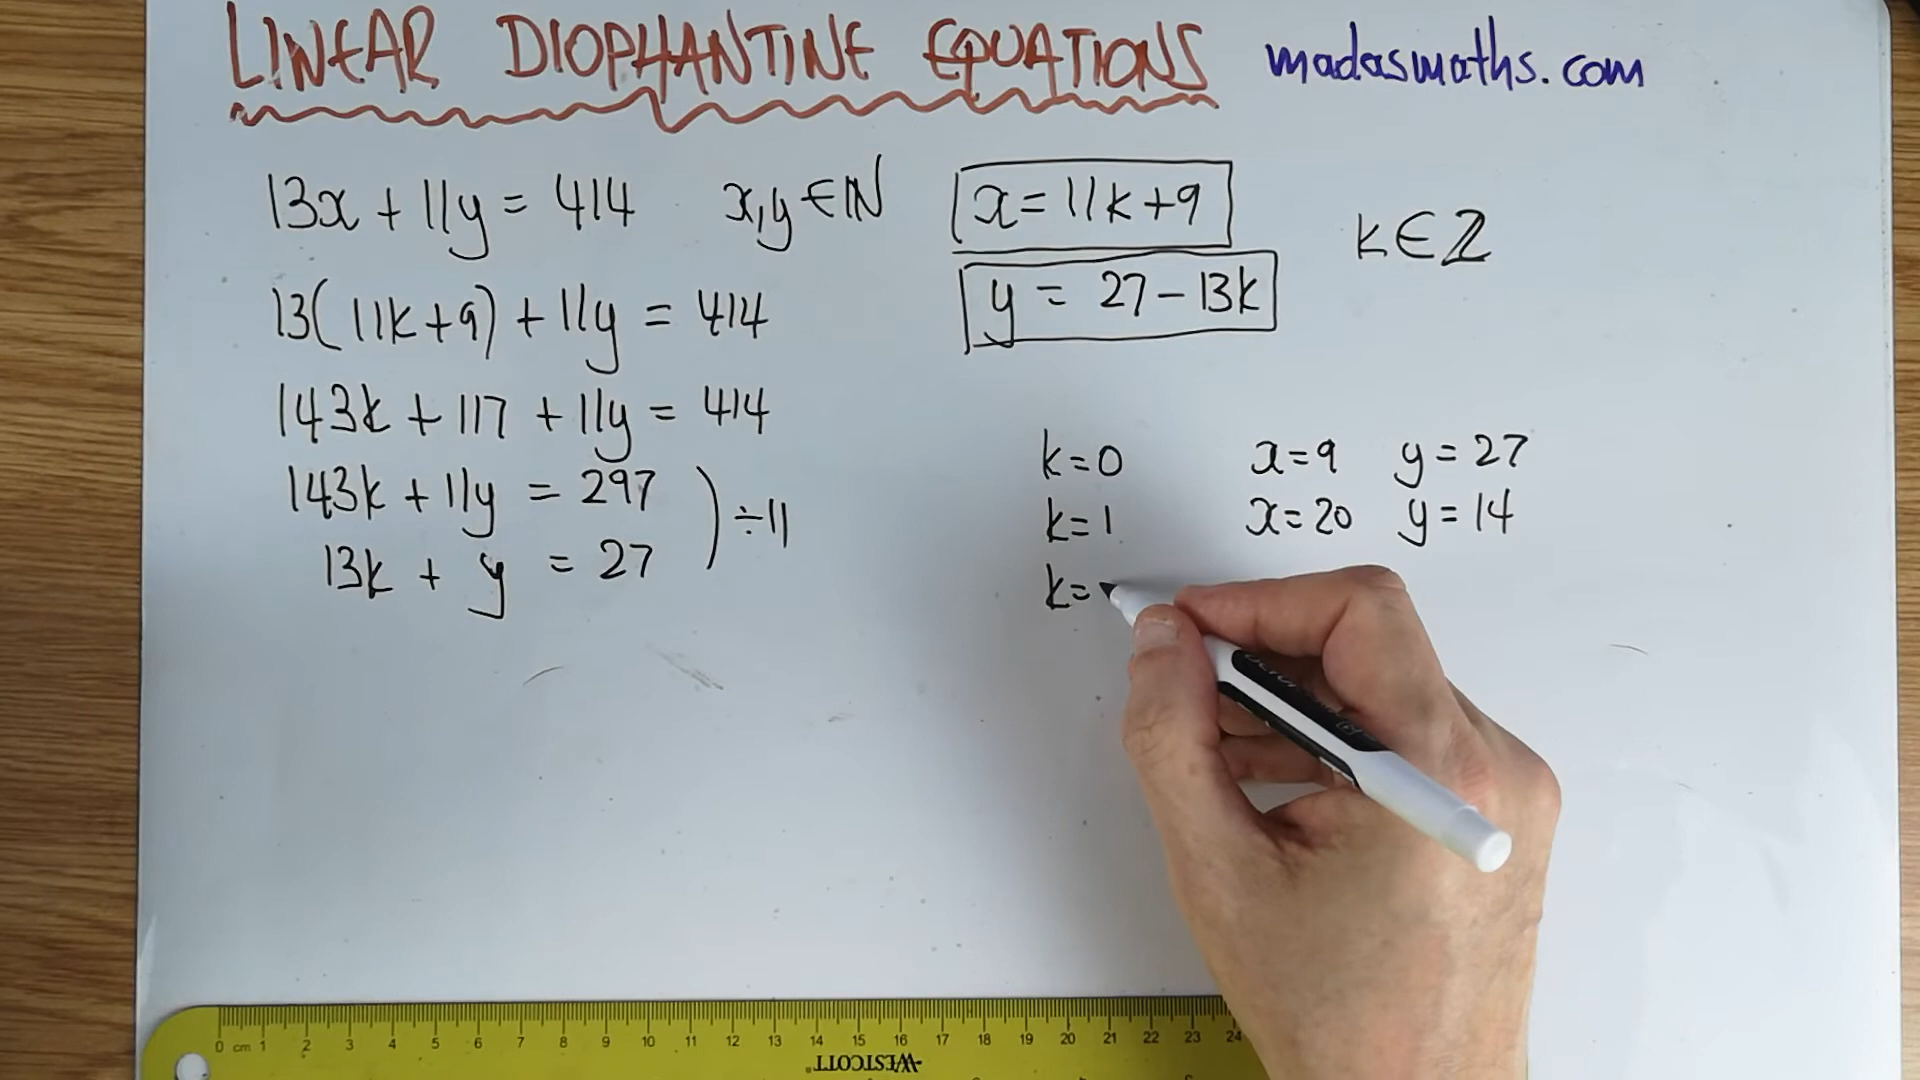 LINEAR DIOPHANTINE EQUATIONS madasmaths.com
13x + 11y = 414 x,y ∈ ℕ x = 11k + 9
k ∈ ℤ
13(11k + 9) + 11y = 414 y = 27 - 13k
143k + 117 + 11y = 414
k = 0 x = 9 y = 27
143k + 11y = 297
k = 1 x = 20 y = 14
÷ 11
13k + y = 27
k =
0 cm 1 2 3 4 5 6 7 8 9 10 11 12 13 14 15 16 17 18 19 20 21 22 23 24
WESTCOTT